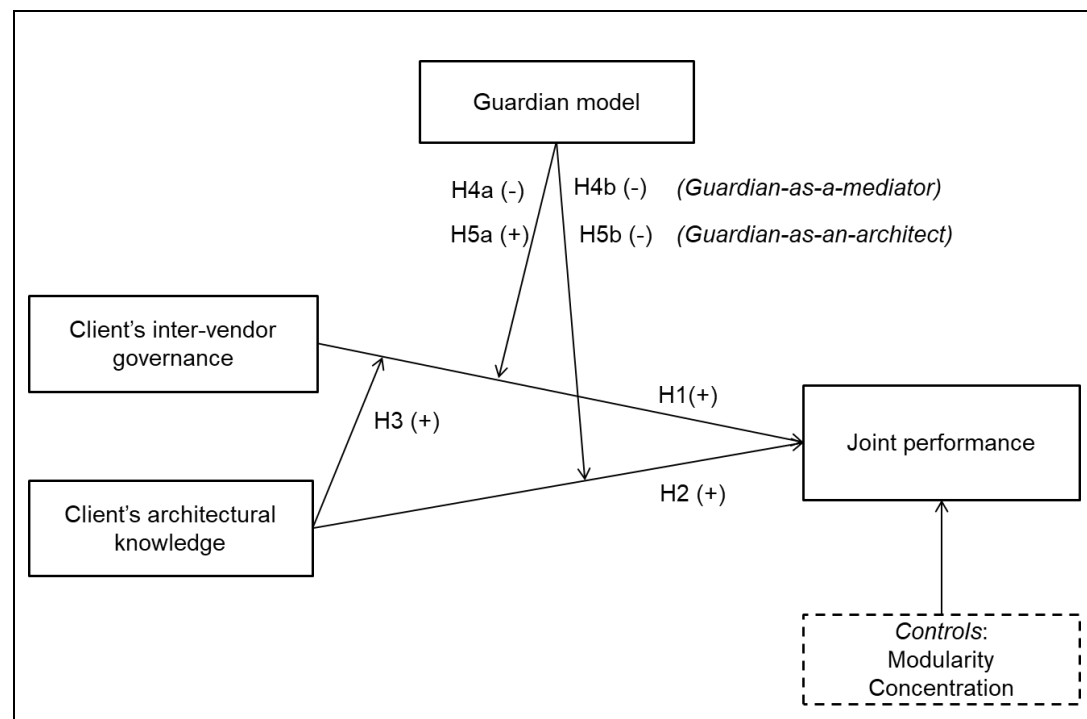 Guardian model
H4a (-)
H4b (-)
(Guardian-as-a-mediator)
H5a (+)
H5b (-)
(Guardian-as-an-architect)
Client’s inter-vendor
governance
H1(+)
H3 (+)
Joint performance
H2 (+)
Client’s architectural
knowledge
Controls:
Modularity
Concentration